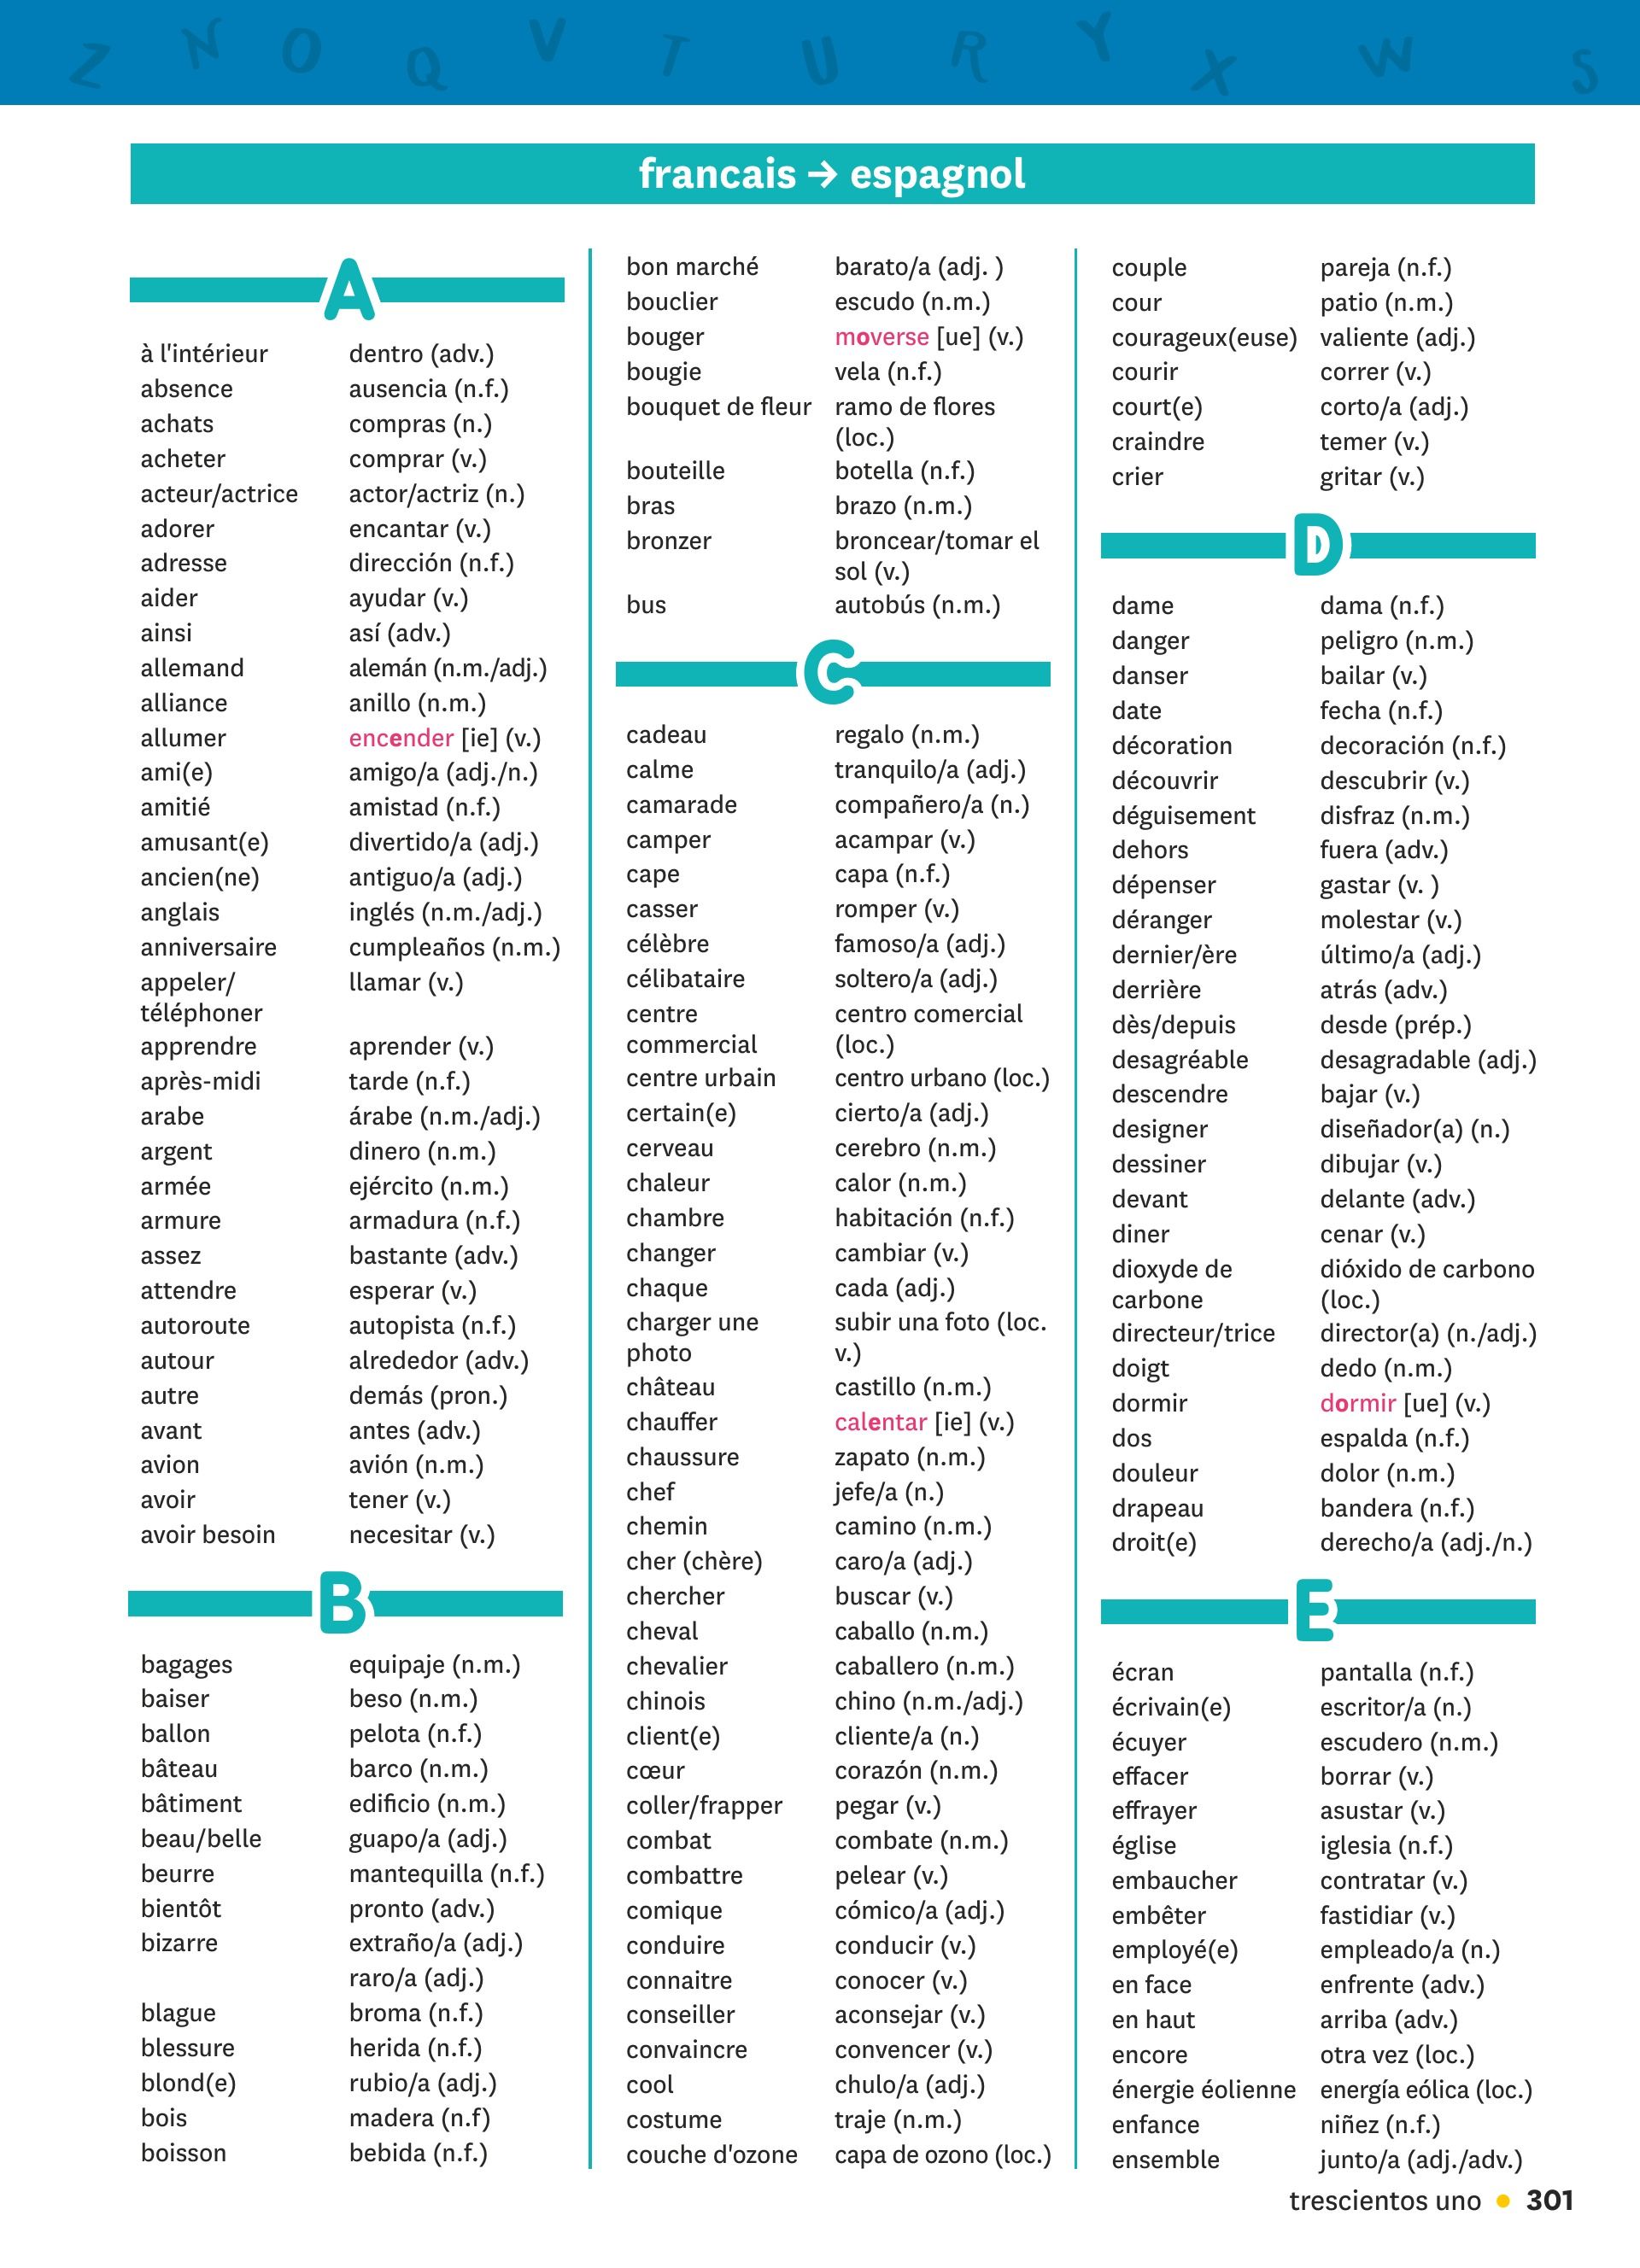 Z N O Q V T U R Y X W S
francais → espagnol
A
à l'intérieur dentro (adv.)
absence ausencia (n.f.)
achats compras (n.)
acheter comprar (v.)
acteur/actrice actor/actriz (n.)
adorer encantar (v.)
adresse dirección (n.f.)
aider ayudar (v.)
ainsi así (adv.)
allemand alemán (n.m./adj.)
alliance anillo (n.m.)
allumer encender [ie] (v.)
ami(e) amigo/a (adj./n.)
amitié amistad (n.f.)
amusant(e) divertido/a (adj.)
ancien(ne) antiguo/a (adj.)
anglais inglés (n.m./adj.)
anniversaire cumpleaños (n.m.)
appeler/ llamar (v.)
téléphoner
apprendre aprender (v.)
après-midi tarde (n.f.)
arabe árabe (n.m./adj.)
argent dinero (n.m.)
armée ejército (n.m.)
armure armadura (n.f.)
assez bastante (adv.)
attendre esperar (v.)
autoroute autopista (n.f.)
autour alrededor (adv.)
autre demás (pron.)
avant antes (adv.)
avion avión (n.m.)
avoir tener (v.)
avoir besoin necesitar (v.)
B
bagages equipaje (n.m.)
baiser beso (n.m.)
ballon pelota (n.f.)
bâteau barco (n.m.)
bâtiment edificio (n.m.)
beau/belle guapo/a (adj.)
beurre mantequilla (n.f.)
bientôt pronto (adv.)
bizarre extraño/a (adj.)
raro/a (adj.)
blague broma (n.f.)
blessure herida (n.f.)
blond(e) rubio/a (adj.)
bois madera (n.f)
boisson bebida (n.f.)
bon marché barato/a (adj. )
bouclier escudo (n.m.)
bouger moverse [ue] (v.)
bougie vela (n.f.)
bouquet de fleur ramo de flores
(loc.)
bouteille botella (n.f.)
bras brazo (n.m.)
bronzer broncear/tomar el
sol (v.)
bus autobús (n.m.)
C
cadeau regalo (n.m.)
calme tranquilo/a (adj.)
camarade compañero/a (n.)
camper acampar (v.)
cape capa (n.f.)
casser romper (v.)
célèbre famoso/a (adj.)
célibataire soltero/a (adj.)
centre centro comercial
commercial (loc.)
centre urbain centro urbano (loc.)
certain(e) cierto/a (adj.)
cerveau cerebro (n.m.)
chaleur calor (n.m.)
chambre habitación (n.f.)
changer cambiar (v.)
chaque cada (adj.)
charger une subir una foto (loc.
photo v.)
château castillo (n.m.)
chauffer calentar [ie] (v.)
chaussure zapato (n.m.)
chef jefe/a (n.)
chemin camino (n.m.)
cher (chère) caro/a (adj.)
chercher buscar (v.)
cheval caballo (n.m.)
chevalier caballero (n.m.)
chinois chino (n.m./adj.)
client(e) cliente/a (n.)
cœur corazón (n.m.)
coller/frapper pegar (v.)
combat combate (n.m.)
combattre pelear (v.)
comique cómico/a (adj.)
conduire conducir (v.)
connaitre conocer (v.)
conseiller aconsejar (v.)
convaincre convencer (v.)
cool chulo/a (adj.)
costume traje (n.m.)
couche d'ozone capa de ozono (loc.)
couple pareja (n.f.)
cour patio (n.m.)
courageux(euse) valiente (adj.)
courir correr (v.)
court(e) corto/a (adj.)
craindre temer (v.)
crier gritar (v.)
D
dame dama (n.f.)
danger peligro (n.m.)
danser bailar (v.)
date fecha (n.f.)
décoration decoración (n.f.)
découvrir descubrir (v.)
déguisement disfraz (n.m.)
dehors fuera (adv.)
dépenser gastar (v. )
déranger molestar (v.)
dernier/ère último/a (adj.)
derrière atrás (adv.)
dès/depuis desde (prép.)
desagréable desagradable (adj.)
descendre bajar (v.)
designer diseñador(a) (n.)
dessiner dibujar (v.)
devant delante (adv.)
diner cenar (v.)
dioxyde de dióxido de carbono
carbone (loc.)
directeur/trice director(a) (n./adj.)
doigt dedo (n.m.)
dormir dormir [ue] (v.)
dos espalda (n.f.)
douleur dolor (n.m.)
drapeau bandera (n.f.)
droit(e) derecho/a (adj./n.)
E
écran pantalla (n.f.)
écrivain(e) escritor/a (n.)
écuyer escudero (n.m.)
effacer borrar (v.)
effrayer asustar (v.)
église iglesia (n.f.)
embaucher contratar (v.)
embêter fastidiar (v.)
employé(e) empleado/a (n.)
en face enfrente (adv.)
en haut arriba (adv.)
encore otra vez (loc.)
énergie éolienne energía eólica (loc.)
enfance niñez (n.f.)
ensemble junto/a (adj./adv.)
trescientos uno • 301